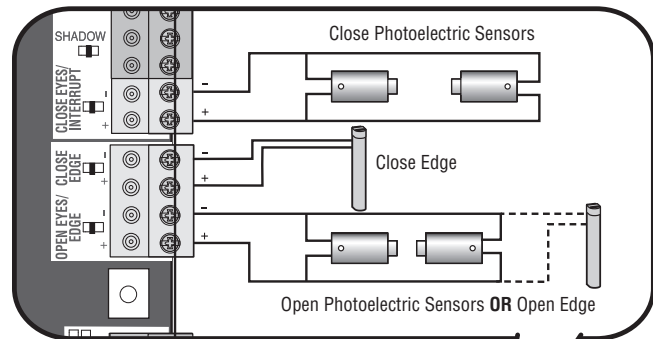 SHADOW
CLOSE EYES/
INTERRUPT
- +
CLOSE
EDGE
- +
OPEN EYES/
EDGE
- +
Close Photoelectric Sensors
-
+
Close Edge
-
+
-
+
Open Photoelectric Sensors OR Open Edge